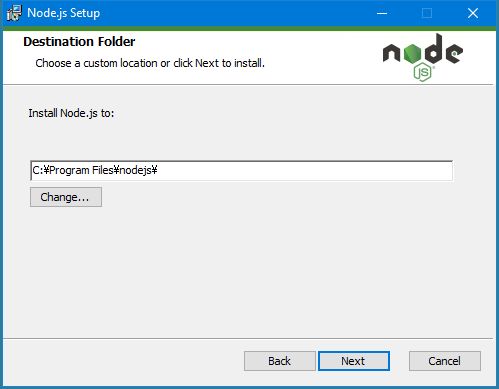 Node.js Setup
Destination Folder
Choose a custom location or click Next to install.
node
JS
Install Node.js to:
C:¥Program Files¥nodejs¥
Change...
Back
Next
Cancel